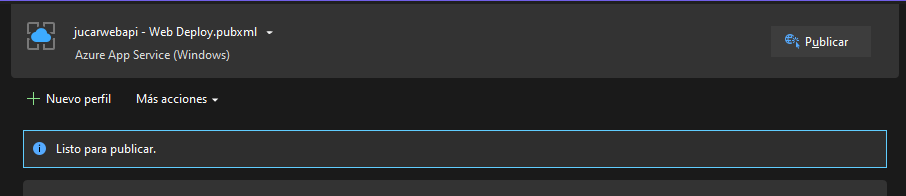 jucarwebapi - Web Deploy.pubxml
Azure App Service (Windows)
Publicar
Nuevo perfil
Más acciones
Listo para publicar.